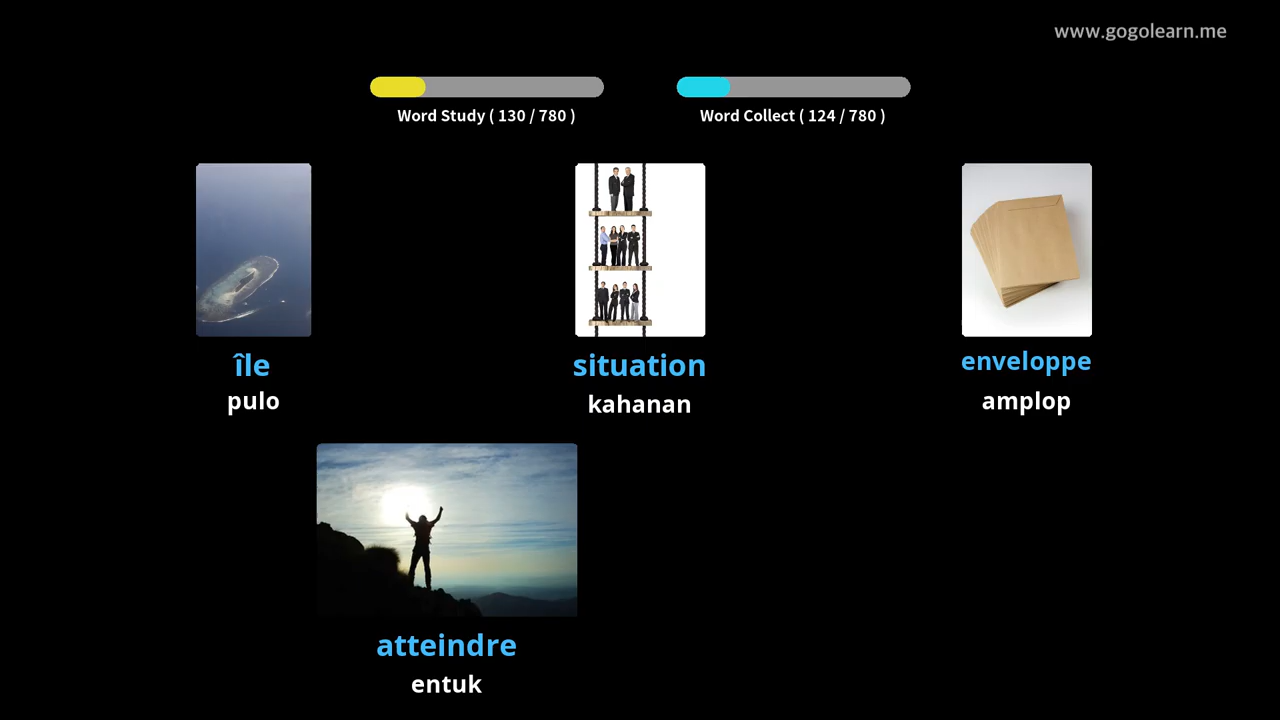 www.gogolearn.me
Word Study ( 130 / 780 )
Word Collect ( 124 / 780 )
île
situation
enveloppe
pulo
kahanan
amplop
atteindre
entuk